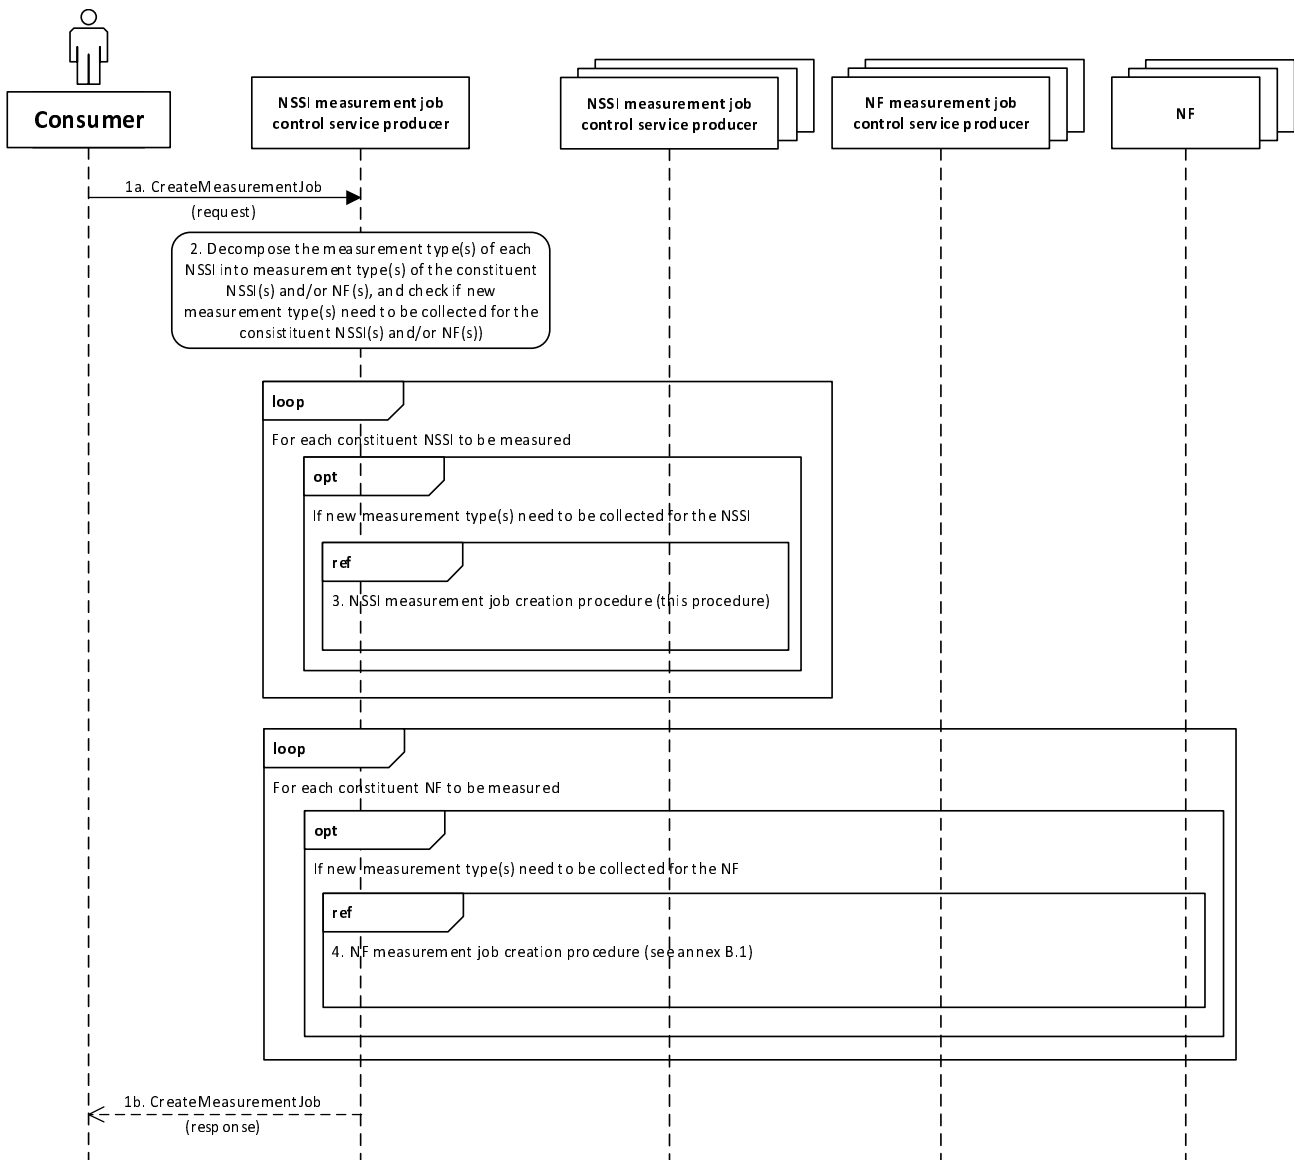 Consumer
NSSI measurement job
control service producer
NSSI measurement job
control service producer
NF measurement job
control service producer
NF
1a. CreateMeasurementJob
(request)
2. Decompose the measurement type(s) of each
NSSI into measurement type(s) of the constituent
NSSI(s) and/or NF(s), and check if new
measurement type(s) need to be collected for the
consistituent NSSI(s) and/or NF(s))
loop
For each constituent NSSI to be measured
opt
If new measurement type(s) need to be collected for the NSSI
ref
3. NSSI measurement job creation procedure (this procedure)
loop
For each constituent NF to be measured
opt
If new measurement type(s) need to be collected for the NF
ref
4. NF measurement job creation procedure (see annex B.1)
1b. CreateMeasurementJob
(response)